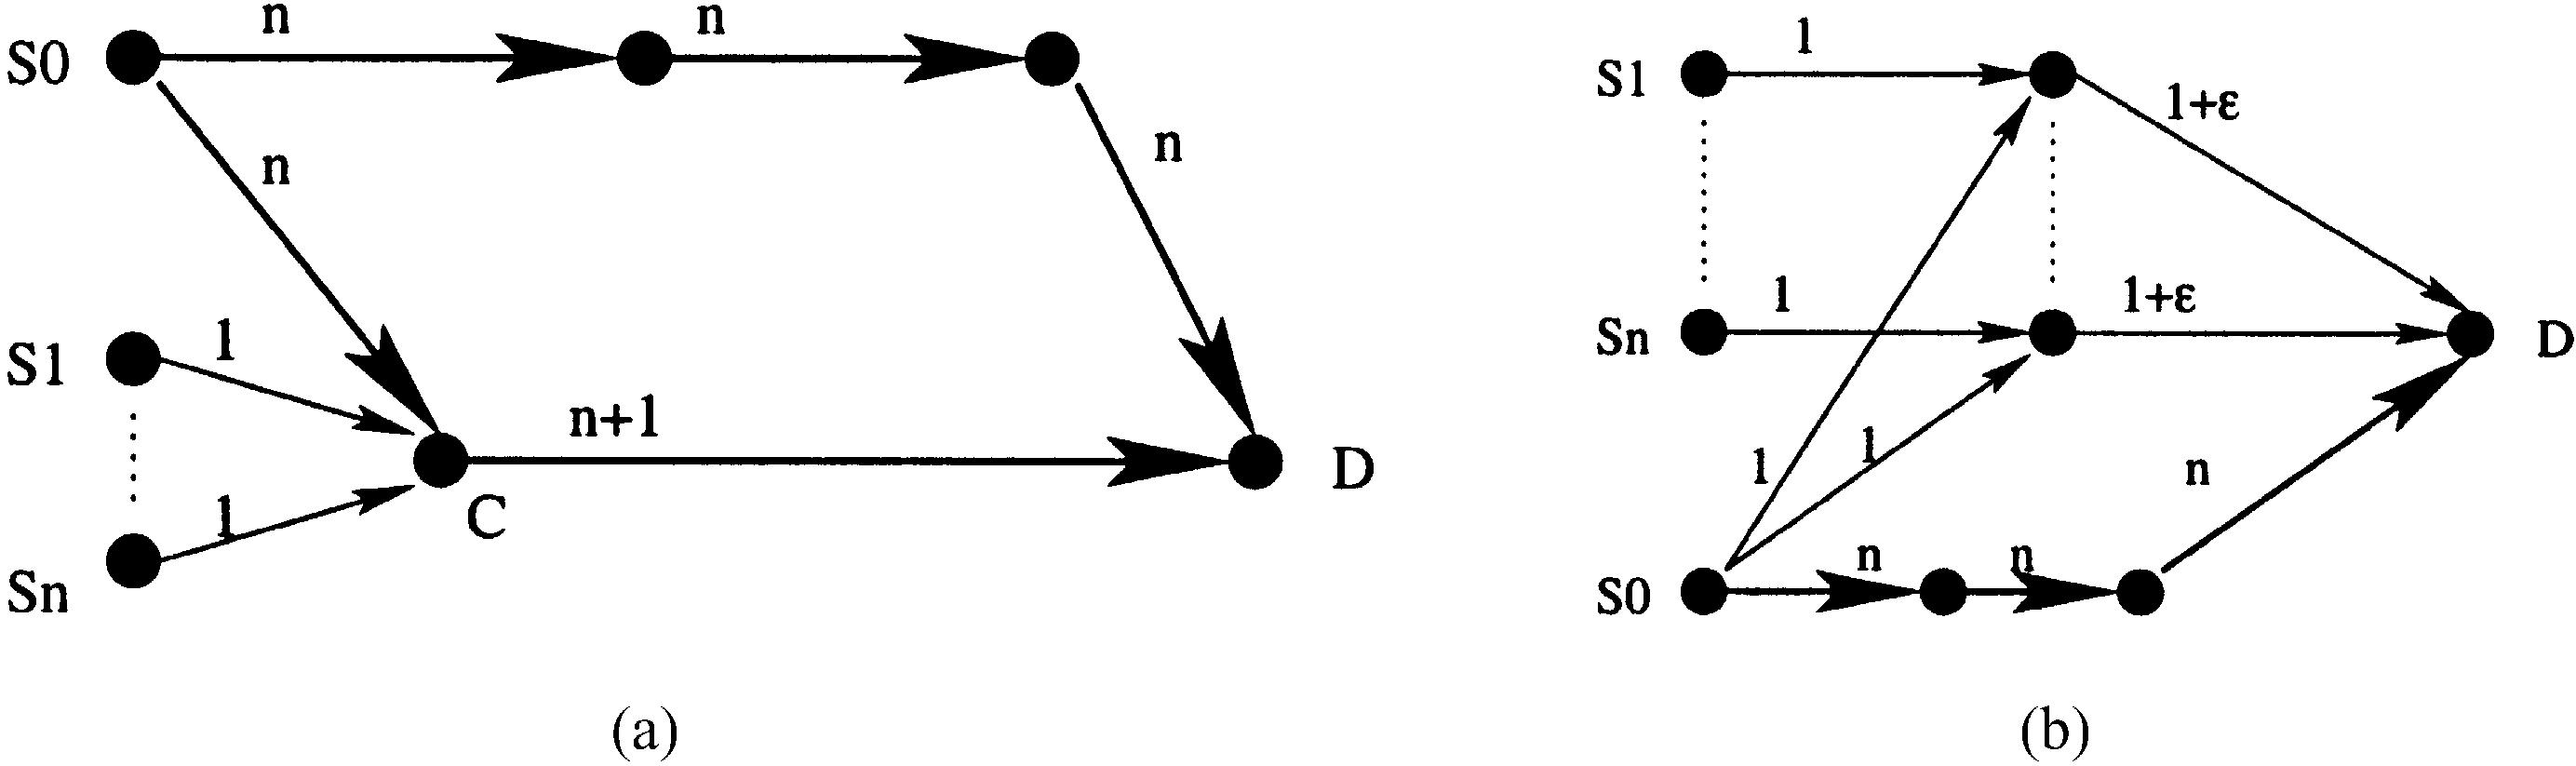 n n
S0
n
n
S1 1
n+1
C D
1
Sn
(a)
S1 1
1+ε
Sn 1 1+ε
D
1 1
n
n n
S0
(b)